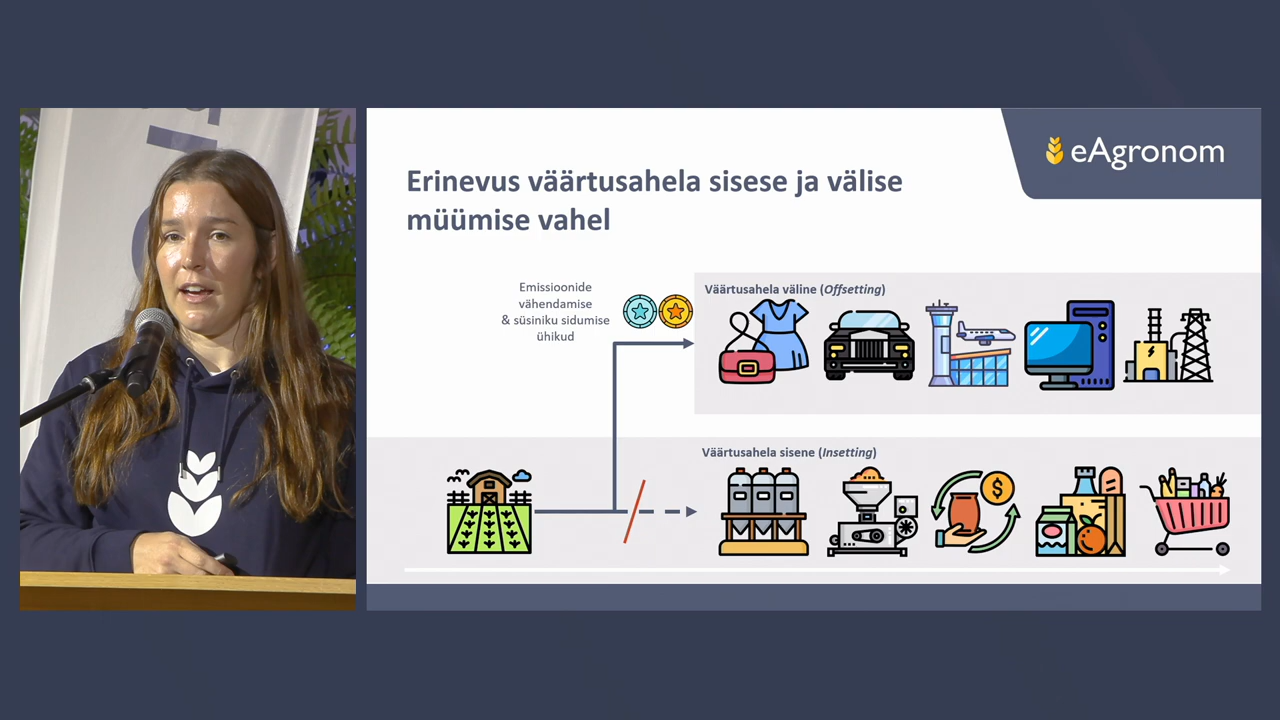 eAgronom
Erinevus väärtusahela sisese ja välise
müümise vahel
Emissioonide
vähendamise
& süsiniku sidumise
ühikud
Väärtusahela väline (Offsetting)
Väärtusahela sisene (Insetting)